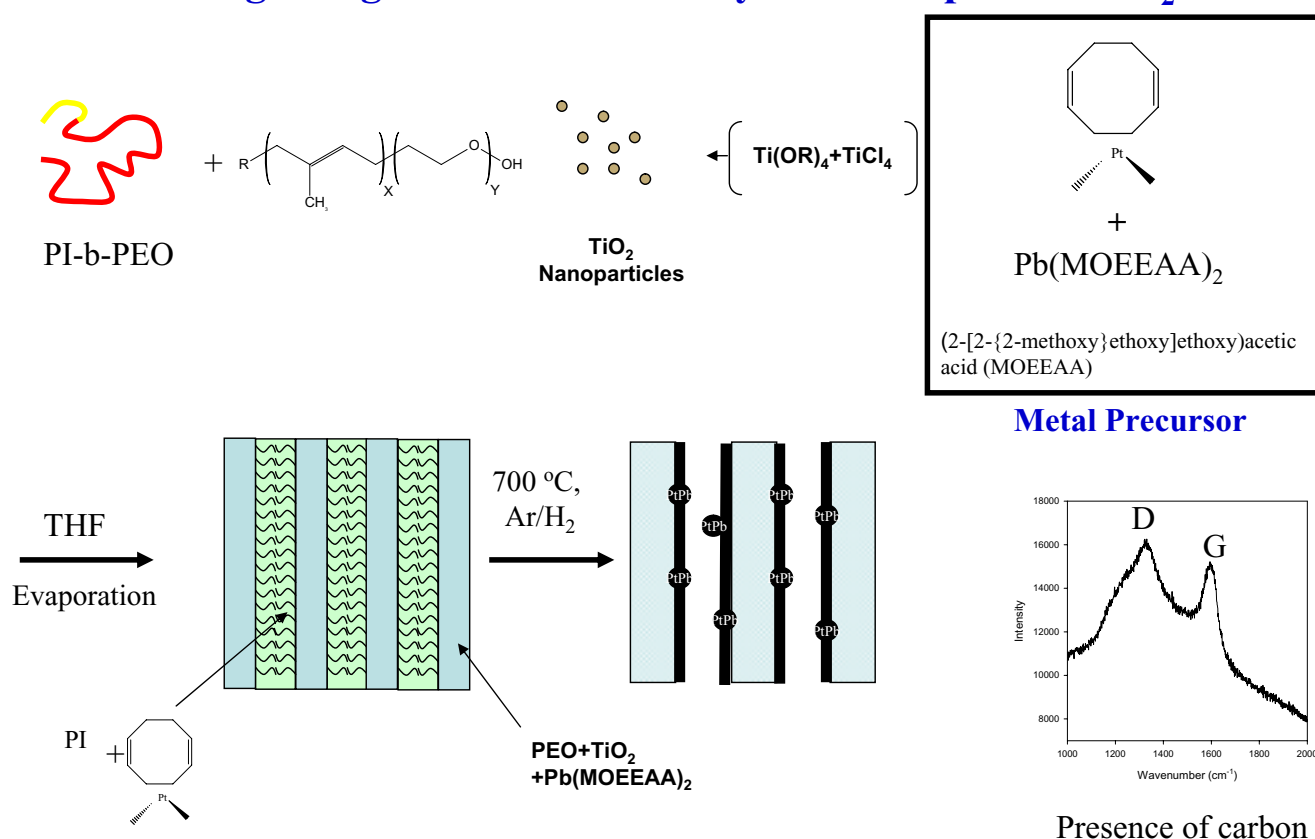 PI-b-PEO
+
R
CH₃
X
O
OH
Y
TiO₂
Nanoparticles
Ti(OR)₄+TiCl₄
Pt
+
Pb(MOEEAA)₂
(2-[2-{2-methoxy}ethoxy]ethoxy)acetic
acid (MOEEAA)
Metal Precursor
THF
Evaporation
700 ºC,
Ar/H₂
PtPb
PtPb
PtPb
PtPb
PtPb
PtPb
PtPb
PtPb
PI +
Pt
PEO+TiO₂
+Pb(MOEEAA)₂
D
G
Intensity
18000
16000
14000
12000
10000
8000
1000 1200 1400 1600 1800 2000
Wavenumber (cm⁻¹)
Presence of carbon